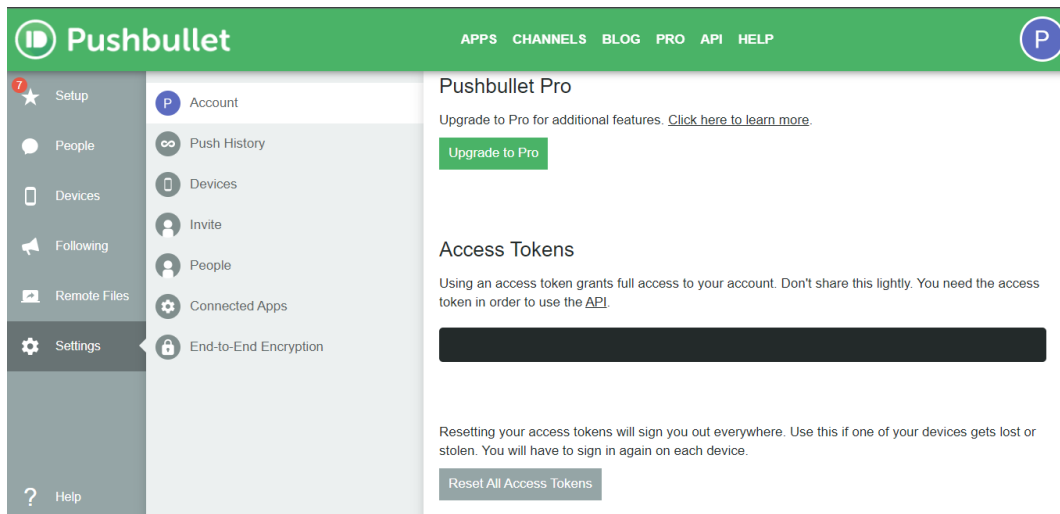 Pushbullet
APPS CHANNELS BLOG PRO API HELP
P
7
Setup
People
Devices
Following
Remote Files
Settings
? Help
P Account
Push History
Devices
Invite
People
Connected Apps
End-to-End Encryption
Pushbullet Pro
Upgrade to Pro for additional features. Click here to learn more.
Upgrade to Pro
Access Tokens
Using an access token grants full access to your account. Don't share this lightly. You need the access
token in order to use the API.
Resetting your access tokens will sign you out everywhere. Use this if one of your devices gets lost or
stolen. You will have to sign in again on each device.
Reset All Access Tokens